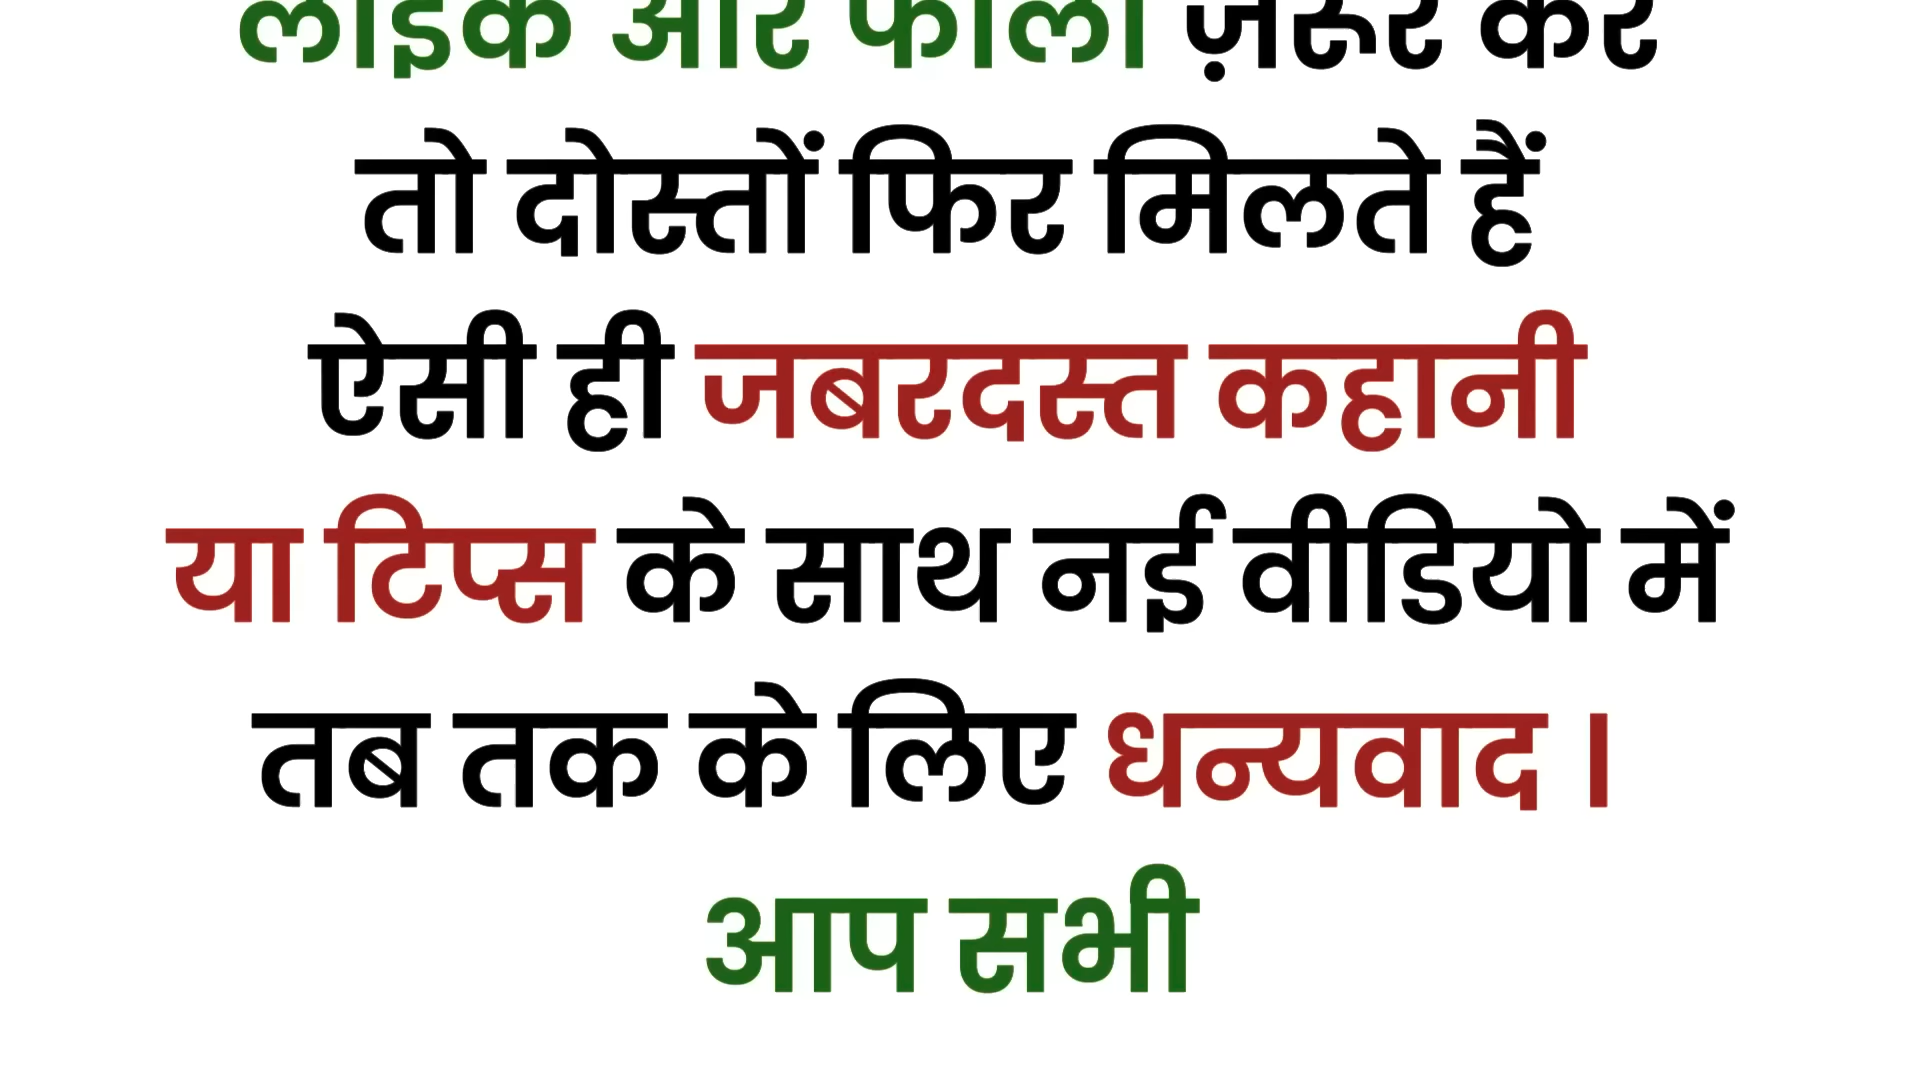 लाइक और फॉलो ज़रूर करें
तो दोस्तों फिर मिलते हैं
ऐसी ही जबरदस्त कहानी
या टिप्स के साथ नई वीडियो में
तब तक के लिए धन्यवाद ।
आप सभी